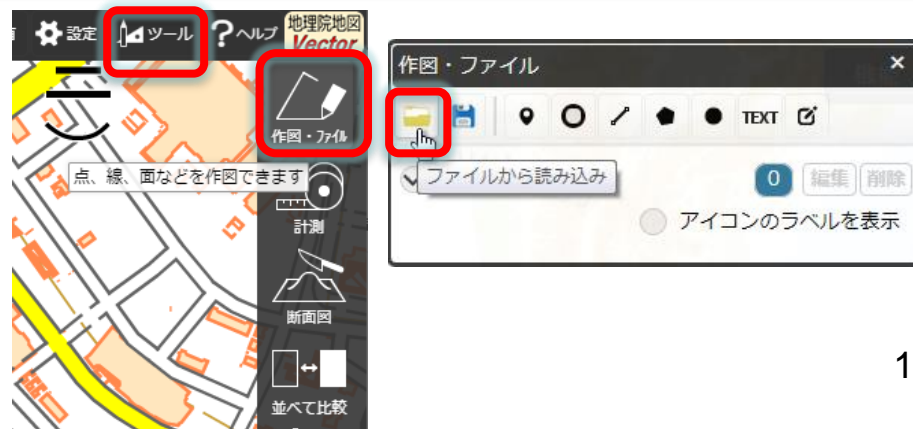 設定 ツール ?ヘルプ 地理院地図
Vector
作図・ファイル
点、線、面などを作図できます
計測
断面図
並べて比較
作図・ファイル ×
TEXT
ファイルから読み込み 0 編集 削除
アイコンのラベルを表示
1